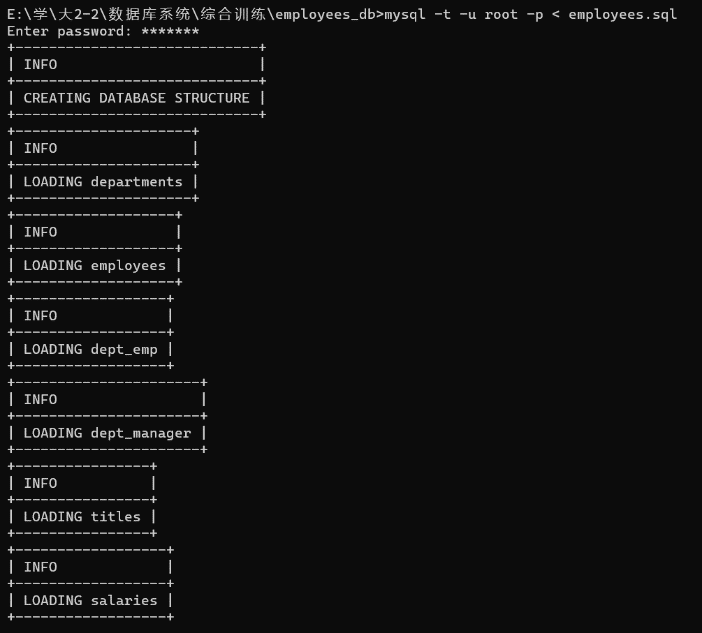 E:\学\大2-2\数据库系统\综合训练\employees_db>mysql -t -u root -p < employees.sql
Enter password: *******
+----------------------------+
| INFO                       |
+----------------------------+
| CREATING DATABASE STRUCTURE |
+----------------------------+
+---------------------+
| INFO                |
+---------------------+
| LOADING departments |
+---------------------+
+-------------------+
| INFO              |
+-------------------+
| LOADING employees |
+-------------------+
+------------------+
| INFO             |
+------------------+
| LOADING dept_emp |
+------------------+
+----------------------+
| INFO                 |
+----------------------+
| LOADING dept_manager |
+----------------------+
+----------------+
| INFO           |
+----------------+
| LOADING titles |
+----------------+
+------------------+
| INFO             |
+------------------+
| LOADING salaries |
+------------------+